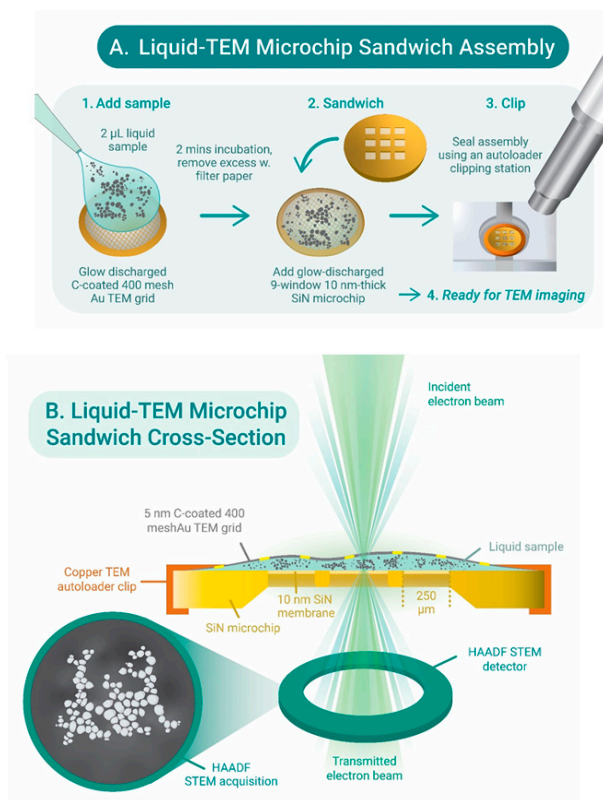 A. Liquid-TEM Microchip Sandwich Assembly
1. Add sample
2 µL liquid
sample
Glow discharged
C-coated 400 mesh
Au TEM grid
2 mins incubation,
remove excess w.
filter paper
2. Sandwich
Add glow-discharged
9-window 10 nm-thick
SiN microchip
3. Clip
Seal assembly
using an autoloader
clipping station
4. Ready for TEM imaging
B. Liquid-TEM Microchip
Sandwich Cross-Section
Incident
electron beam
5 nm C-coated 400
meshAu TEM grid
Liquid sample
Copper TEM
autoloader clip
10 nm SiN
membrane
250
µm
SiN microchip
HAADF STEM
detector
HAADF
STEM acquisition
Transmitted
electron beam